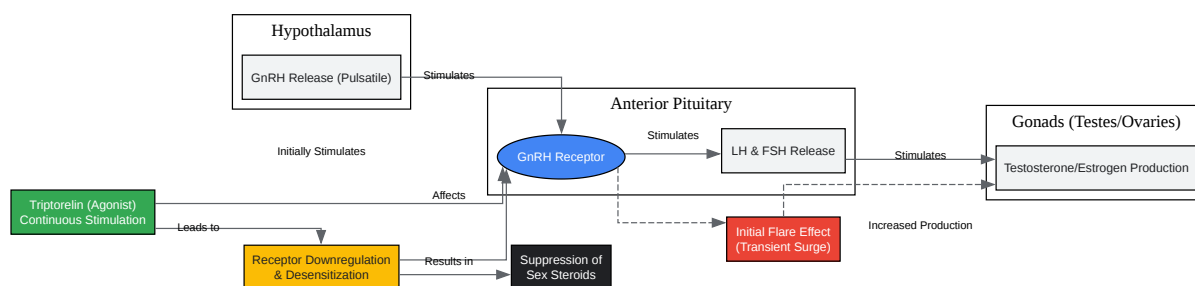 Hypothalamus
GnRH Release (Pulsatile)
Stimulates
Anterior Pituitary
GnRH Receptor
Stimulates
LH & FSH Release
Stimulates
Gonads (Testes/Ovaries)
Testosterone/Estrogen Production
Initially Stimulates
Triptorelin (Agonist)
Continuous Stimulation
Affects
Leads to
Receptor Downregulation
& Desensitization
Results in
Suppression of
Sex Steroids
Initial Flare Effect
(Transient Surge)
Increased Production